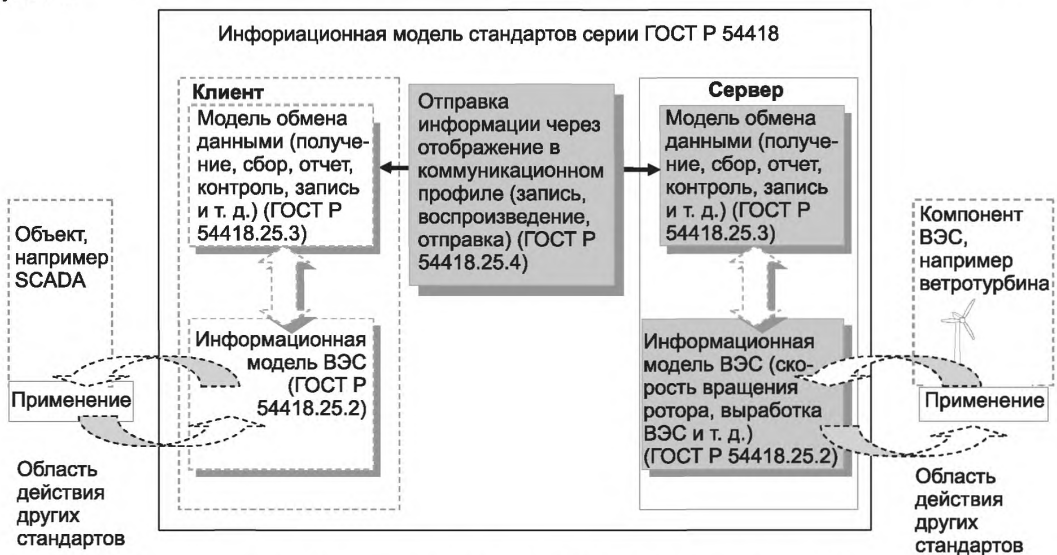 Инфориационная модель стандартов серии ГОСТ Р 54418
Клиент
Модель обмена
данными (получе-
ние, сбор, отчет,
контроль, запись
и т. д.) (ГОСТ Р
54418.25.3)
Отправка
информации через
отображение в
коммуникационном
профиле (запись,
воспроизведение,
отправка) (ГОСТ Р
54418.25.4)
Сервер
Модель обмена
данными (получе-
ние, сбор, отчет,
контроль, запись
и т. д.) (ГОСТ Р
54418.25.3)
Объект,
например
SCADA
Применение
Область
действия
других
стандартов
Информационная
модель ВЭС
(ГОСТ Р
54418.25.2)
Информационная
модель ВЭС (ско-
рость вращения
ротора, выработка
ВЭС и т. д.)
(ГОСТ Р 54418.25.2)
Компонент
ВЭС,
например
ветротурбина
Применение
Область
действия
других
стандартов